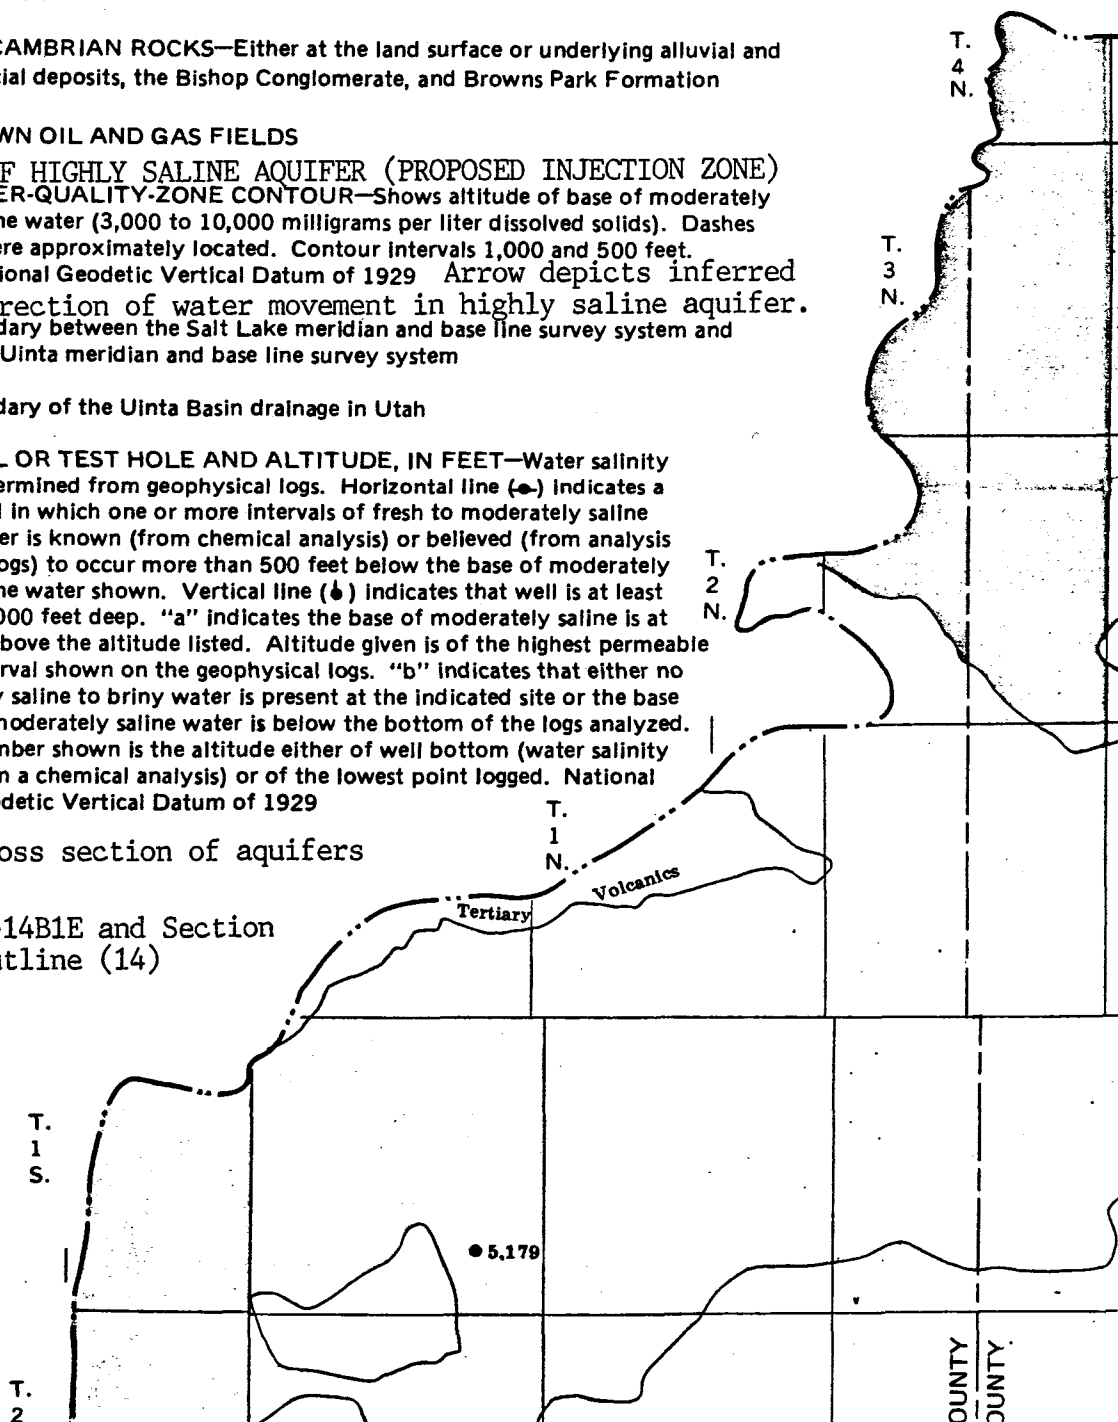 CAMBRIAN ROCKS—Either at the land surface or underlying alluvial and
cial deposits, the Bishop Conglomerate, and Browns Park Formation
WN OIL AND GAS FIELDS
F HIGHLY SALINE AQUIFER (PROPOSED INJECTION ZONE)
ER-QUALITY-ZONE CONTOUR—Shows altitude of base of moderately
ne water (3,000 to 10,000 milligrams per liter dissolved solids). Dashes
ere approximately located. Contour intervals 1,000 and 500 feet.
ional Geodetic Vertical Datum of 1929 Arrow depicts inferred
rection of water movement in highly saline aquifer.
dary between the Salt Lake meridian and base line survey system and
Uinta meridian and base line survey system
dary of the Uinta Basin drainage in Utah
L OR TEST HOLE AND ALTITUDE, IN FEET—Water salinity
ermined from geophysical logs. Horizontal line (●) indicates a
l in which one or more intervals of fresh to moderately saline
er is known (from chemical analysis) or believed (from analysis
ogs) to occur more than 500 feet below the base of moderately
ne water shown. Vertical line (●) indicates that well is at least
000 feet deep. "a" indicates the base of moderately saline is at
above the altitude listed. Altitude given is of the highest permeable
rval shown on the geophysical logs. "b" indicates that either no
y saline to briny water is present at the indicated site or the base
moderately saline water is below the bottom of the logs analyzed.
mber shown is the altitude either of well bottom (water salinity
m a chemical analysis) or of the lowest point logged. National
odetic Vertical Datum of 1929
oss section of aquifers
-14B1E and Section
utline (14)
T.
4
N.
T.
3
N.
T.
2
N.
T.
1
N.
Volcanics
Tertiary
T.
1
S.
5,179
T.
2
OUNTY
OUNTY